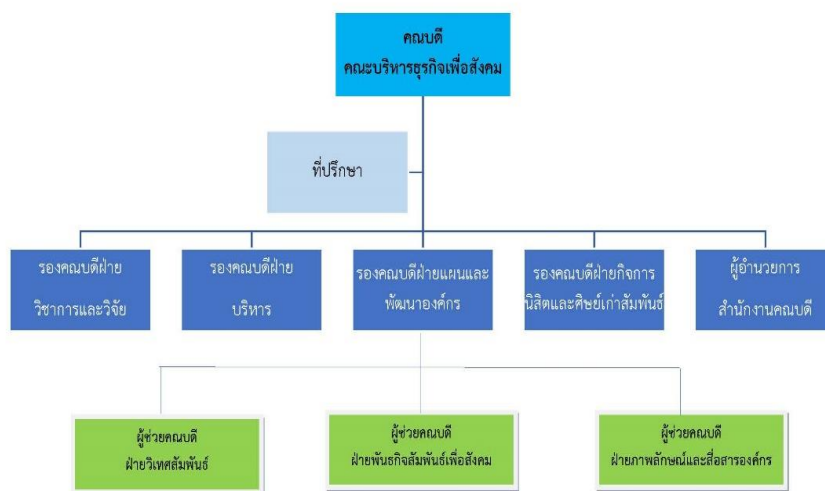 คณบดี
คณะบริหารธุรกิจเพื่อสังคม
ที่ปรึกษา
รองคณบดีฝ่าย
วิชาการและวิจัย
รองคณบดีฝ่าย
บริหาร
รองคณบดีฝ่ายแผนและ
พัฒนาองค์กร
รองคณบดีฝ่ายกิจการ
นิสิตและศิษย์เก่าสัมพันธ์
ผู้อำนวยการ
สำนักงานคณบดี
ผู้ช่วยคณบดี
ฝ่ายวิเทศสัมพันธ์
ผู้ช่วยคณบดี
ฝ่ายพันธกิจสัมพันธ์เพื่อสังคม
ผู้ช่วยคณบดี
ฝ่ายภาพลักษณ์และสื่อสารองค์กร